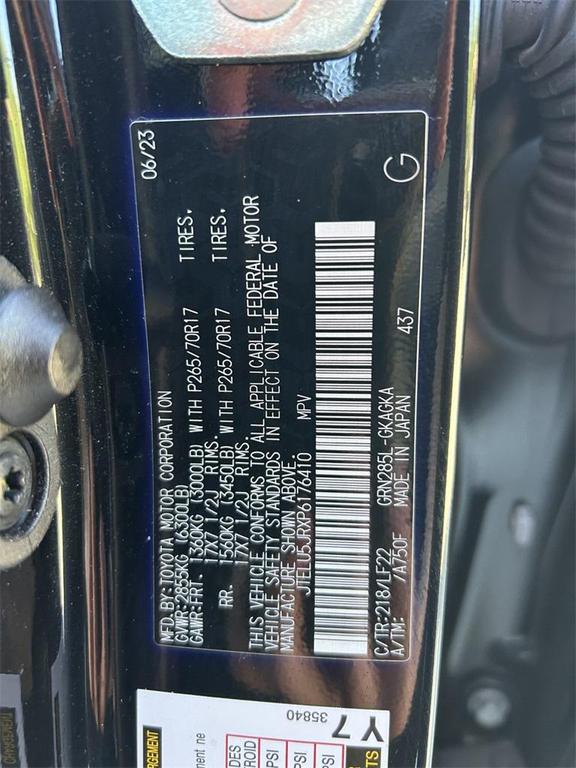 06/23
MFD.BY:TOYOTA MOTOR CORPORATION
GVWR:2855KG (6300LB)
GAWR:FRT. 1360KG (3000LB) WITH P265/70R17 TIRES.
17X7 1/2J RIMS.
RR. 1560KG (3450LB) WITH P265/70R17 TIRES.
17X7 1/2J RIMS.
THIS VEHICLE CONFORMS TO ALL APPLICABLE FEDERAL MOTOR
VEHICLE SAFETY STANDARDS IN EFFECT ON THE DATE OF
MANUFACTURE SHOWN ABOVE.
JTELU5JRXP6176410 MPV
C/TR:218/LF22 GRN285L-GKAGKA
A/TM: /A750F MADE IN JAPAN 437
G
Y 7
35840